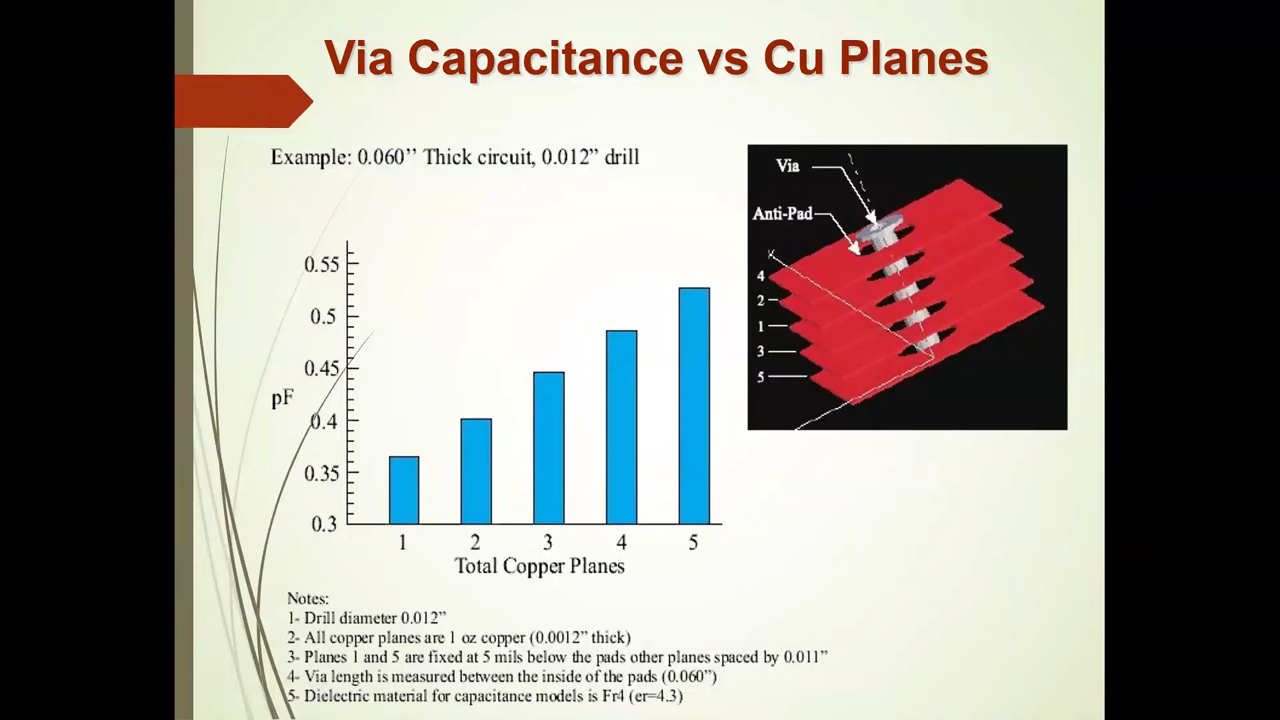 Via Capacitance vs Cu Planes
Example: 0.060’’ Thick circuit, 0.012” drill
0.55
0.5
0.45
pF
0.4
0.35
0.3
1 2 3 4 5
Total Copper Planes
Via
Anti-Pad
X
4
2
1
3
5
Notes:
1- Drill diameter 0.012”
2- All copper planes are 1 oz copper (0.0012” thick)
3- Planes 1 and 5 are fixed at 5 mils below the pads other planes spaced by 0.011”
4- Via length is measured between the inside of the pads (0.060”)
5- Dielectric material for capacitance models is Fr4 (er=4.3)